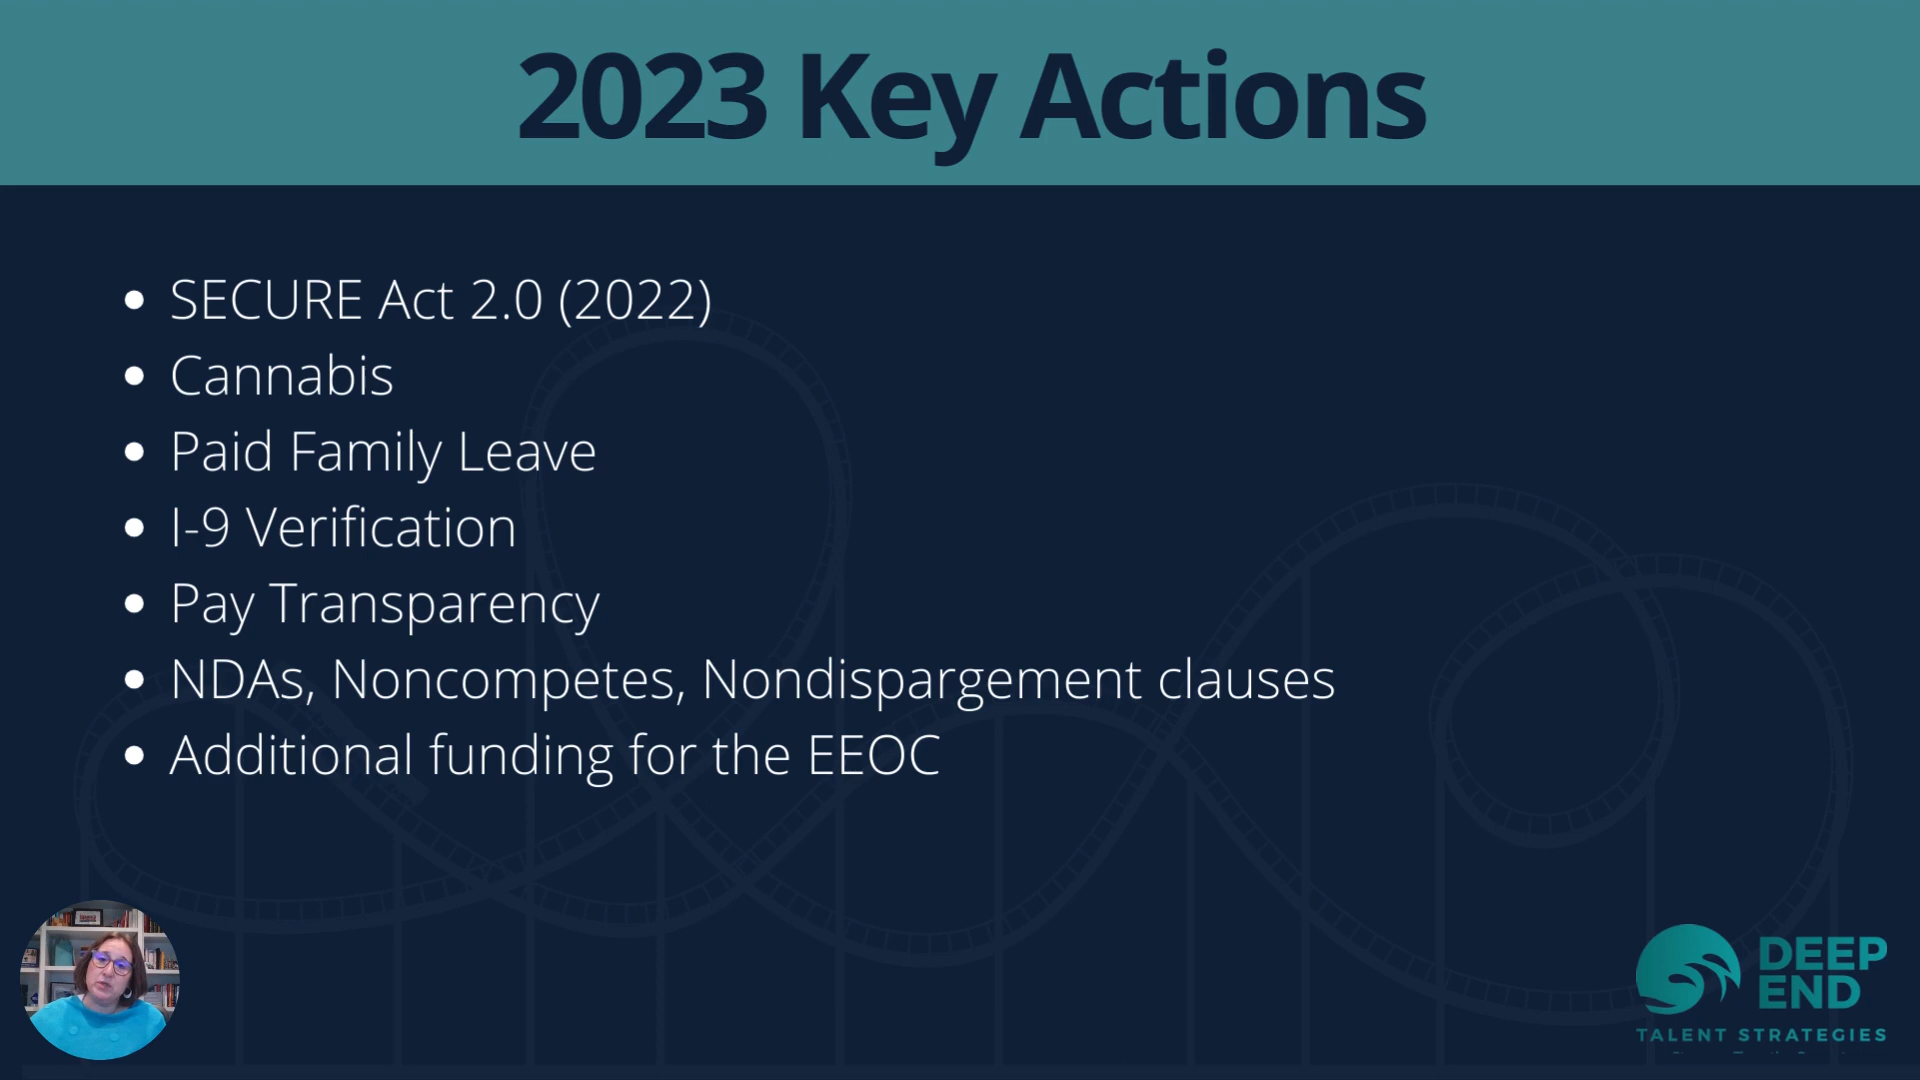 2023 Key Actions
• SECURE Act 2.0 (2022)
• Cannabis
• Paid Family Leave
• I-9 Verification
• Pay Transparency
• NDAs, Noncompetes, Nondispargement clauses
• Additional funding for the EEOC
DEEP
END
TALENT STRATEGIES